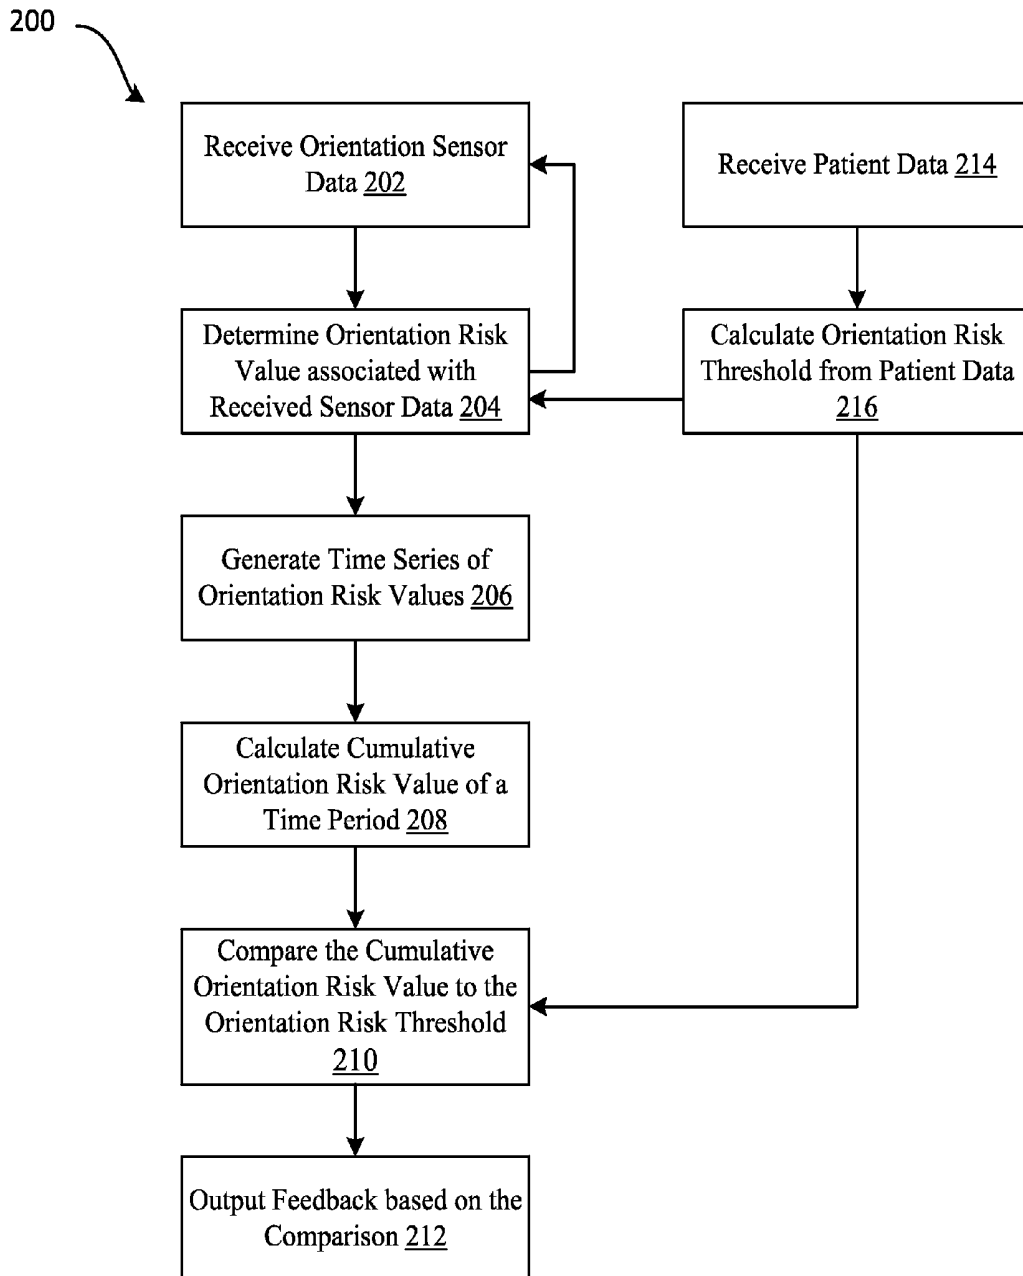 200
Receive Orientation Sensor
Data 202
Receive Patient Data 214
Determine Orientation Risk
Value associated with
Received Sensor Data 204
Calculate Orientation Risk
Threshold from Patient Data
216
Generate Time Series of
Orientation Risk Values 206
Calculate Cumulative
Orientation Risk Value of a
Time Period 208
Compare the Cumulative
Orientation Risk Value to the
Orientation Risk Threshold
210
Output Feedback based on the
Comparison 212